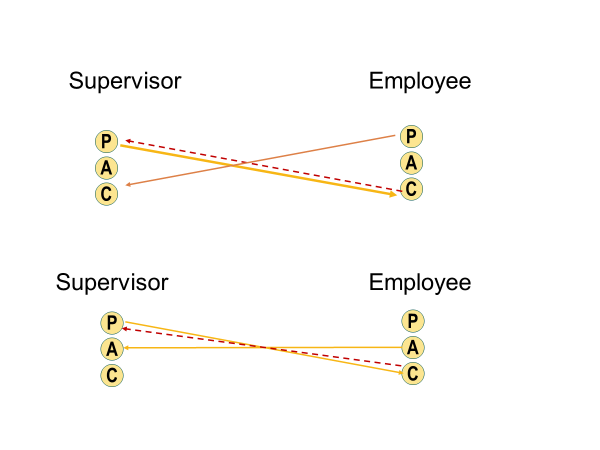 Supervisor Employee
P P
A A
C C
Supervisor Employee
P P
A A
C C